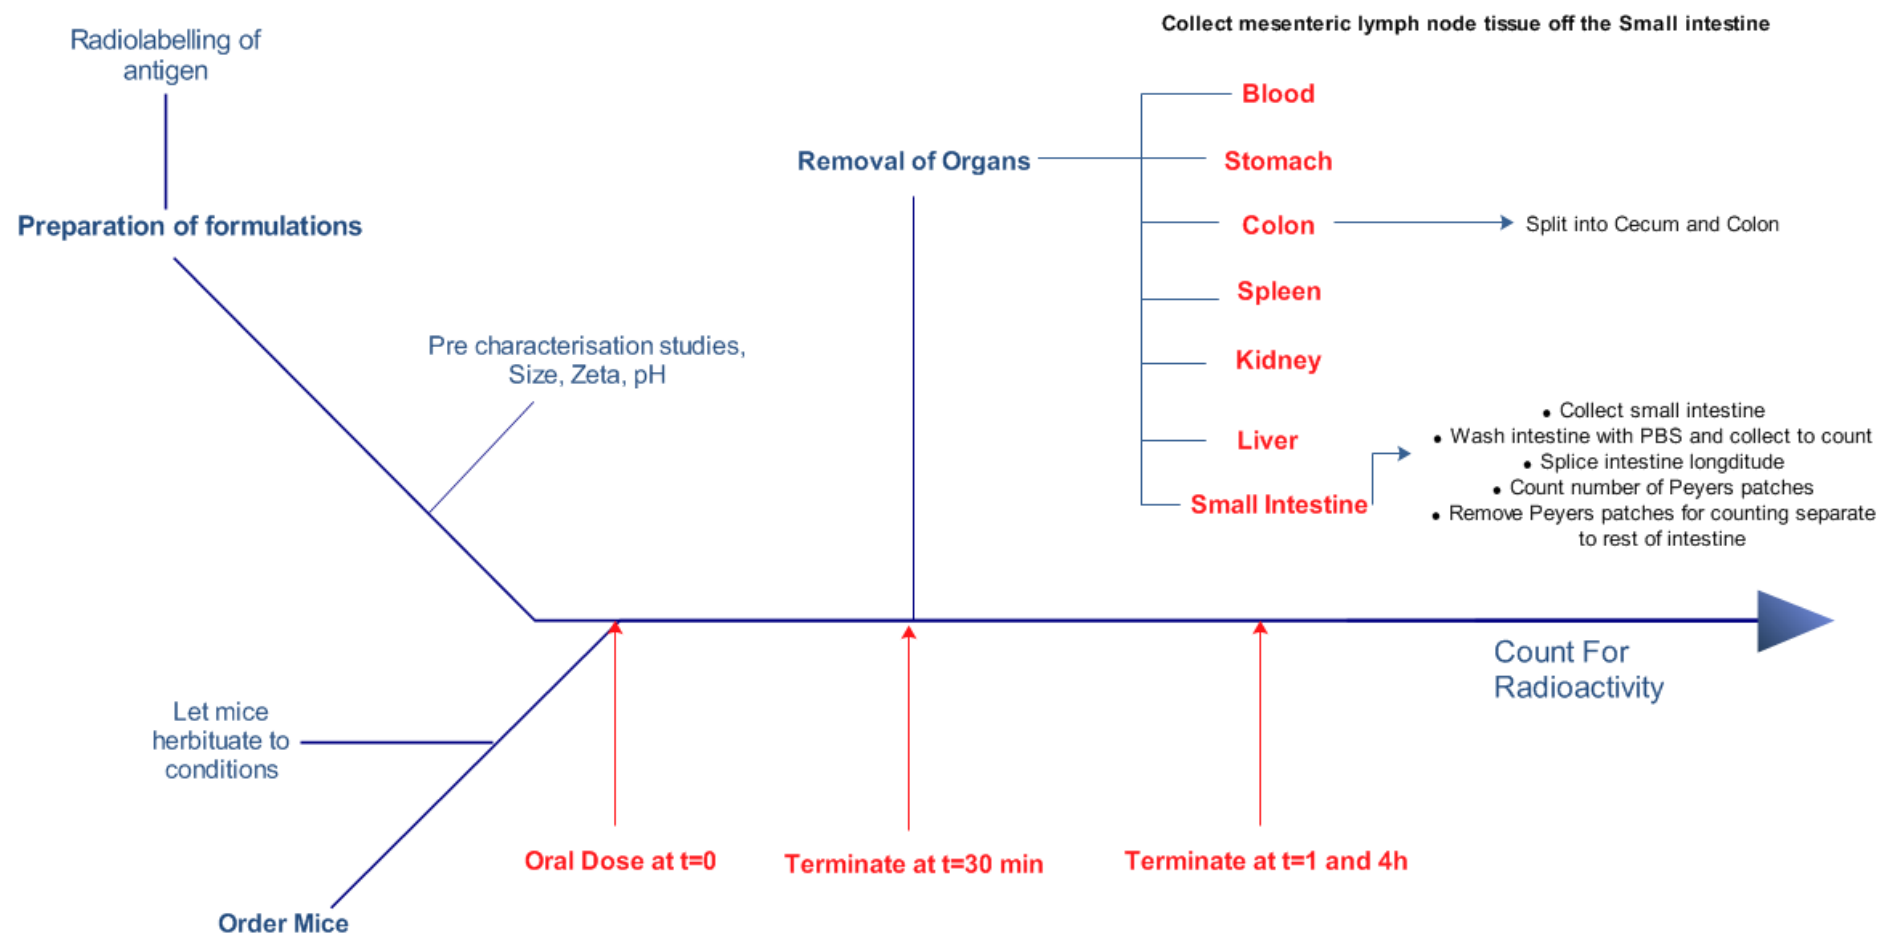 Collect mesenteric lymph node tissue off the Small intestine
Radiolabelling of
antigen
Blood
Removal of Organs
Stomach
Preparation of formulations
Colon
Split into Cecum and Colon
Spleen
Pre characterisation studies,
Size, Zeta, pH
Kidney
Liver
• Collect small intestine
• Wash intestine with PBS and collect to count
• Splice intestine longditude
• Count number of Peyers patches
• Remove Peyers patches for counting separate
to rest of intestine
Small Intestine
Count For
Radioactivity
Let mice
herbituate to
conditions
Oral Dose at t=0
Terminate at t=30 min
Terminate at t=1 and 4h
Order Mice